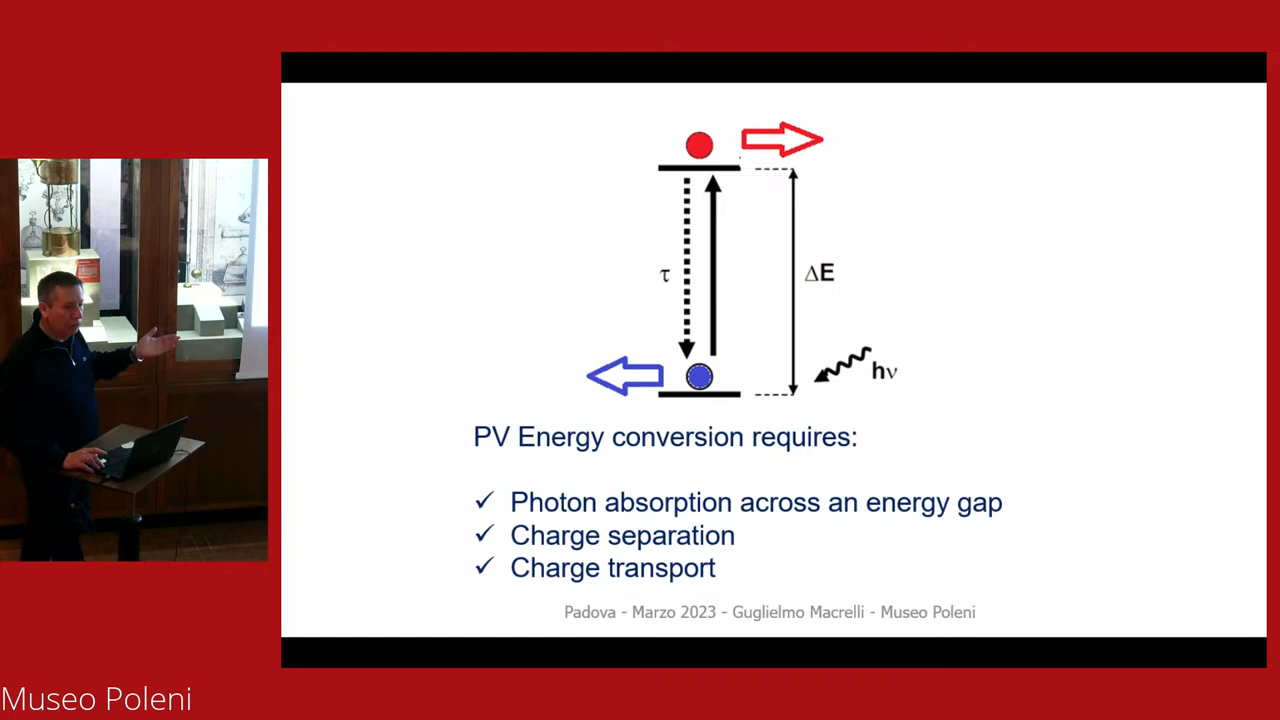 τ
ΔE
hν
PV Energy conversion requires:
✓ Photon absorption across an energy gap
✓ Charge separation
✓ Charge transport
Padova - Marzo 2023 - Guglielmo Macrelli - Museo Poleni
Museo Poleni